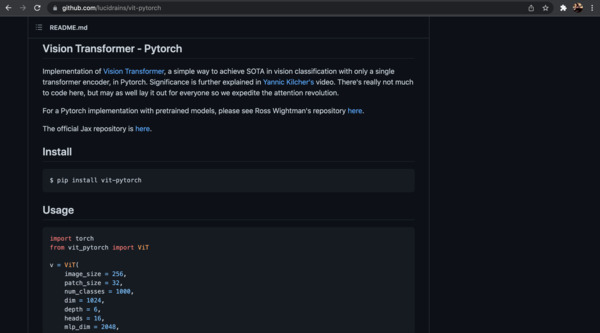 github.com/lucidrains/vit-pytorch
README.md
Vision Transformer - Pytorch
Implementation of Vision Transformer, a simple way to achieve SOTA in vision classification with only a single
transformer encoder, in Pytorch. Significance is further explained in Yannic Kilcher's video. There's really not much
to code here, but may as well lay it out for everyone so we expedite the attention revolution.
For a Pytorch implementation with pretrained models, please see Ross Wightman's repository here.
The official Jax repository is here.
Install
$ pip install vit-pytorch
Usage
import torch
from vit_pytorch import ViT
v = ViT(
image_size = 256,
patch_size = 32,
num_classes = 1000,
dim = 1024,
depth = 6,
heads = 16,
mlp_dim = 2048,